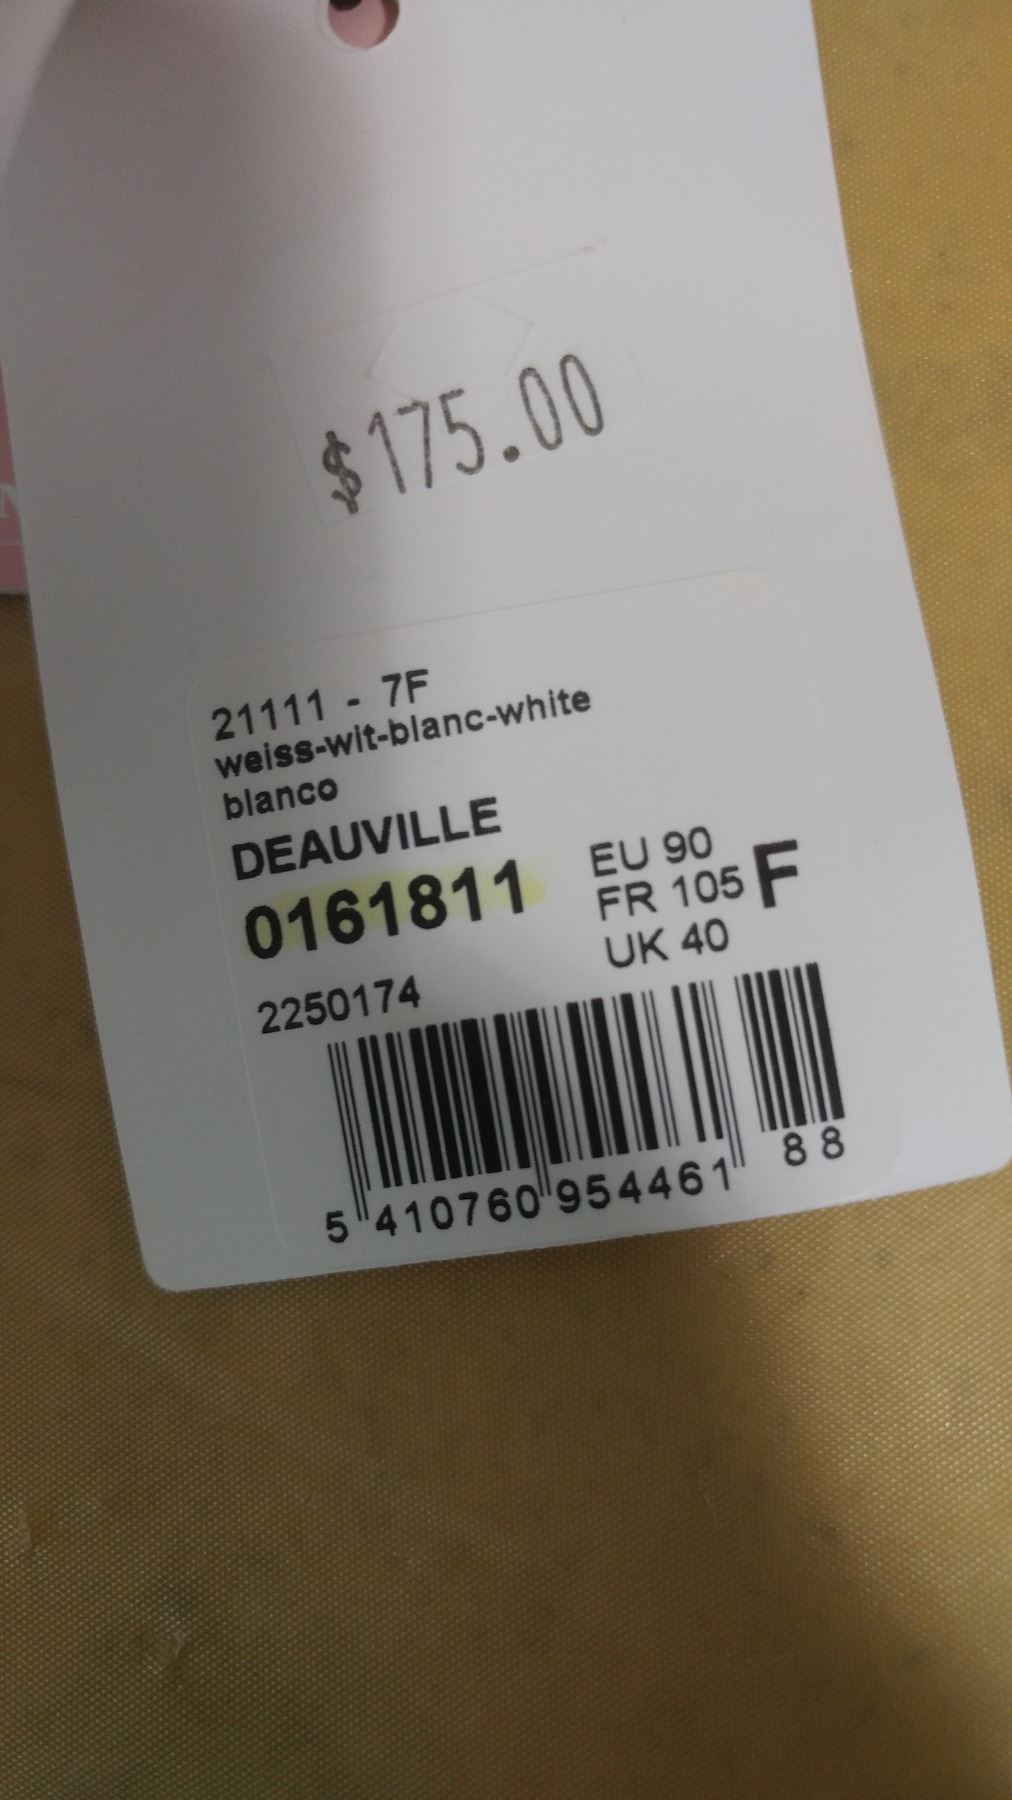 $175.00
N
21111 - 7F
weiss-wit-blanc-white
blanco
DEAUVILLE
0161811
EU 90
FR 105
UK 40
F
2250174
5 410760 954461 88